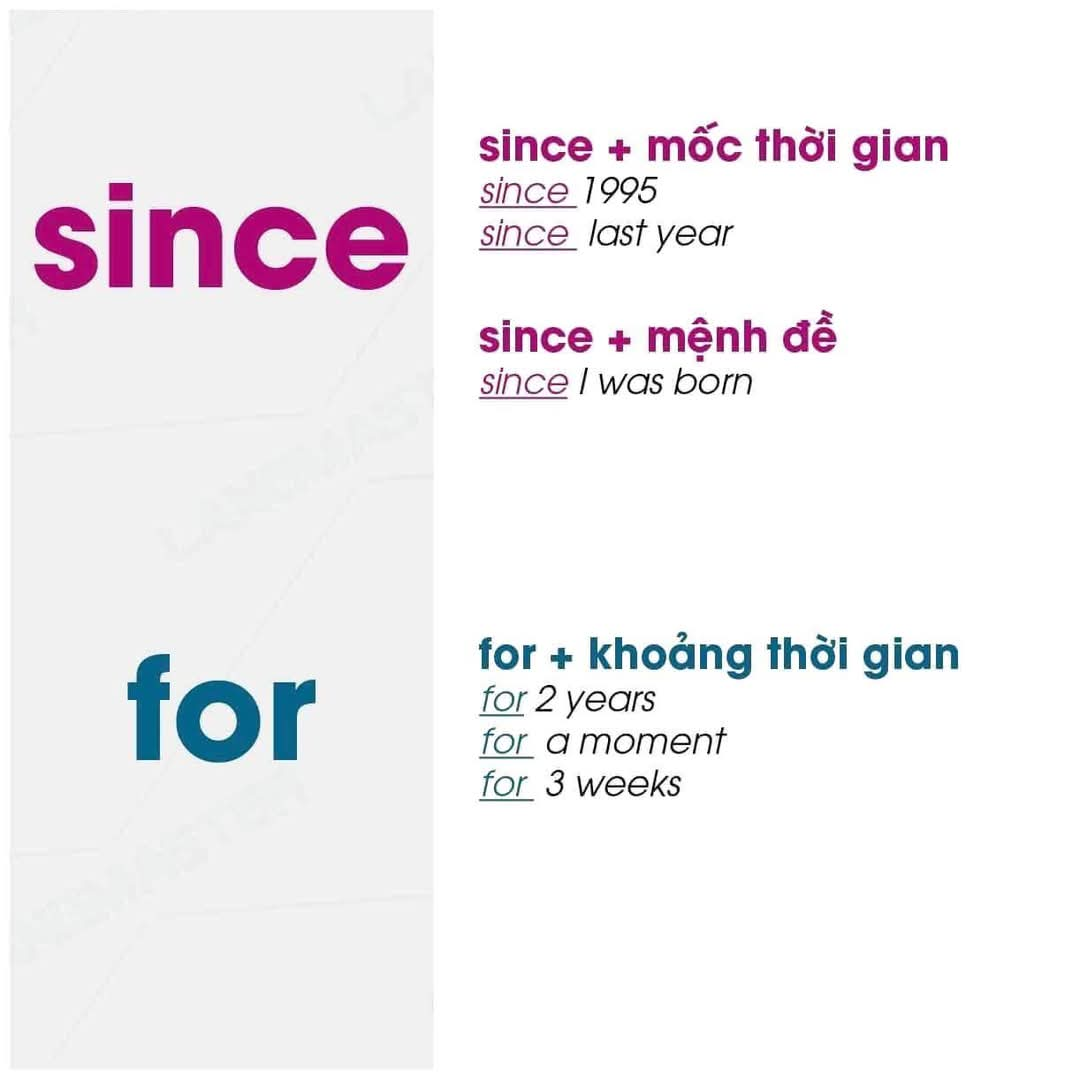 since
since + mốc thời gian
since 1995
since last year
since + mệnh đề
since I was born
for
for + khoảng thời gian
for 2 years
for a moment
for 3 weeks